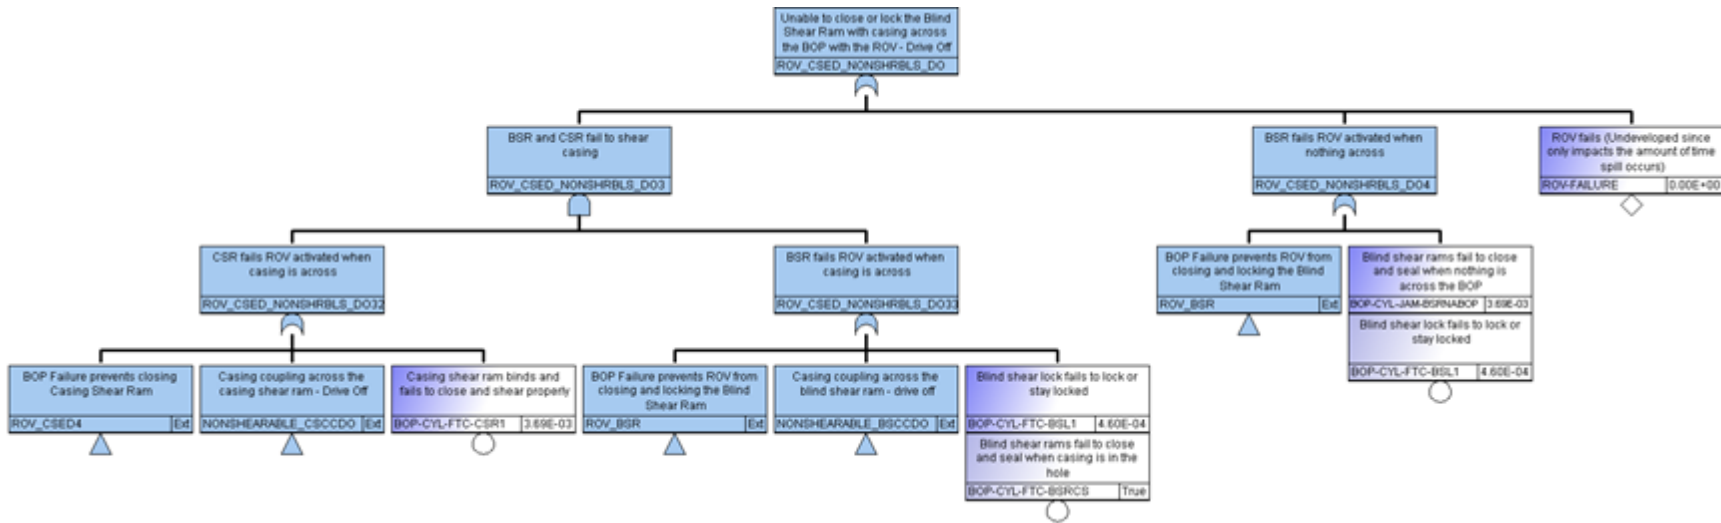 Unable to close or lock the Blind
Shear Ram with casing across
the BOP with the ROV - Drive Off
ROV_CSED_NONSHRBLS_DO
BSR and CSR fail to shear
casing
ROV_CSED_NONSHRBLS_DO3
BSR fails ROV activated when
nothing across
ROV_CSED_NONSHRBLS_DO4
ROV fails (Undeveloped since
only impacts the amount of time
spill occurs)
ROV-FAILURE 0.00E+00
CSR fails ROV activated when
casing is across
ROV_CSED_NONSHRBLS_DO32
BSR fails ROV activated when
casing is across
ROV_CSED_NONSHRBLS_DO33
BOP Failure prevents ROV from
closing and locking the Blind
Shear Ram
ROV_BSR Ext
Blind shear rams fail to close
and seal when nothing is
across the BOP
BOP-CYL-JAM-BSRNABOP 3.69E-03
Blind shear lock fails to lock or
stay locked
BOP-CYL-FTC-BSL1 4.60E-04
BOP Failure prevents closing
Casing Shear Ram
ROV_CSED4 Ext
Casing coupling across the
casing shear ram - Drive Off
NONSHEARABLE_CSCCDO Ext
Casing shear ram binds and
fails to close and shear properly
BOP-CYL-FTC-CSR1 3.69E-03
BOP Failure prevents ROV from
closing and locking the Blind
Shear Ram
ROV_BSR Ext
Casing coupling across the
blind shear ram - drive off
NONSHEARABLE_BSCCDO Ext
Blind shear lock fails to lock or
stay locked
BOP-CYL-FTC-BSL1 4.60E-04
Blind shear rams fail to close
and seal when casing is in the
hole
BOP-CYL-FTC-BSRCS True